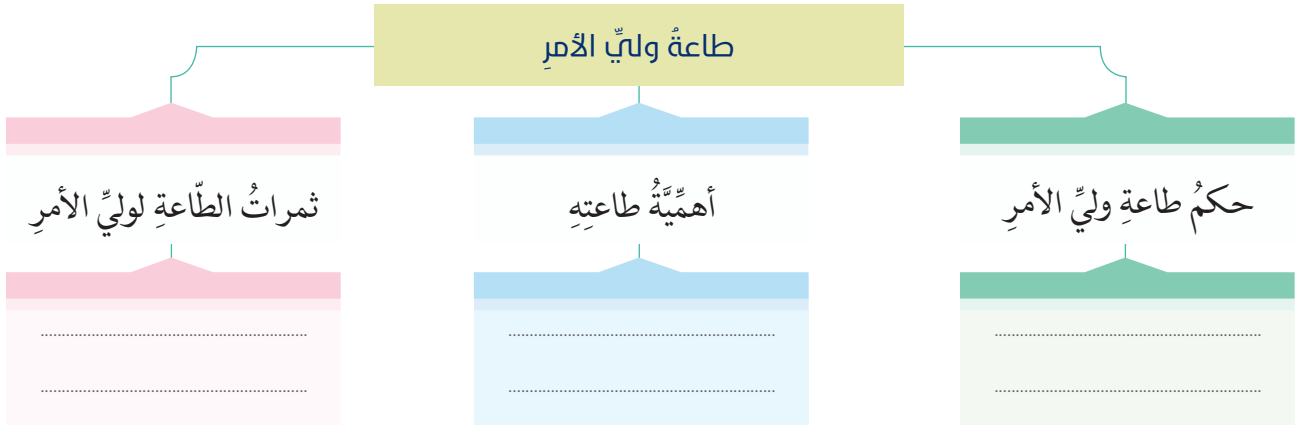 طاعةُ وليِّ الأمرِ
حكمُ طاعةِ وليِّ الأمرِ
أهمِّيَّةُ طاعتِهِ
ثمراتُ الطّاعةِ لوليِّ الأمرِ